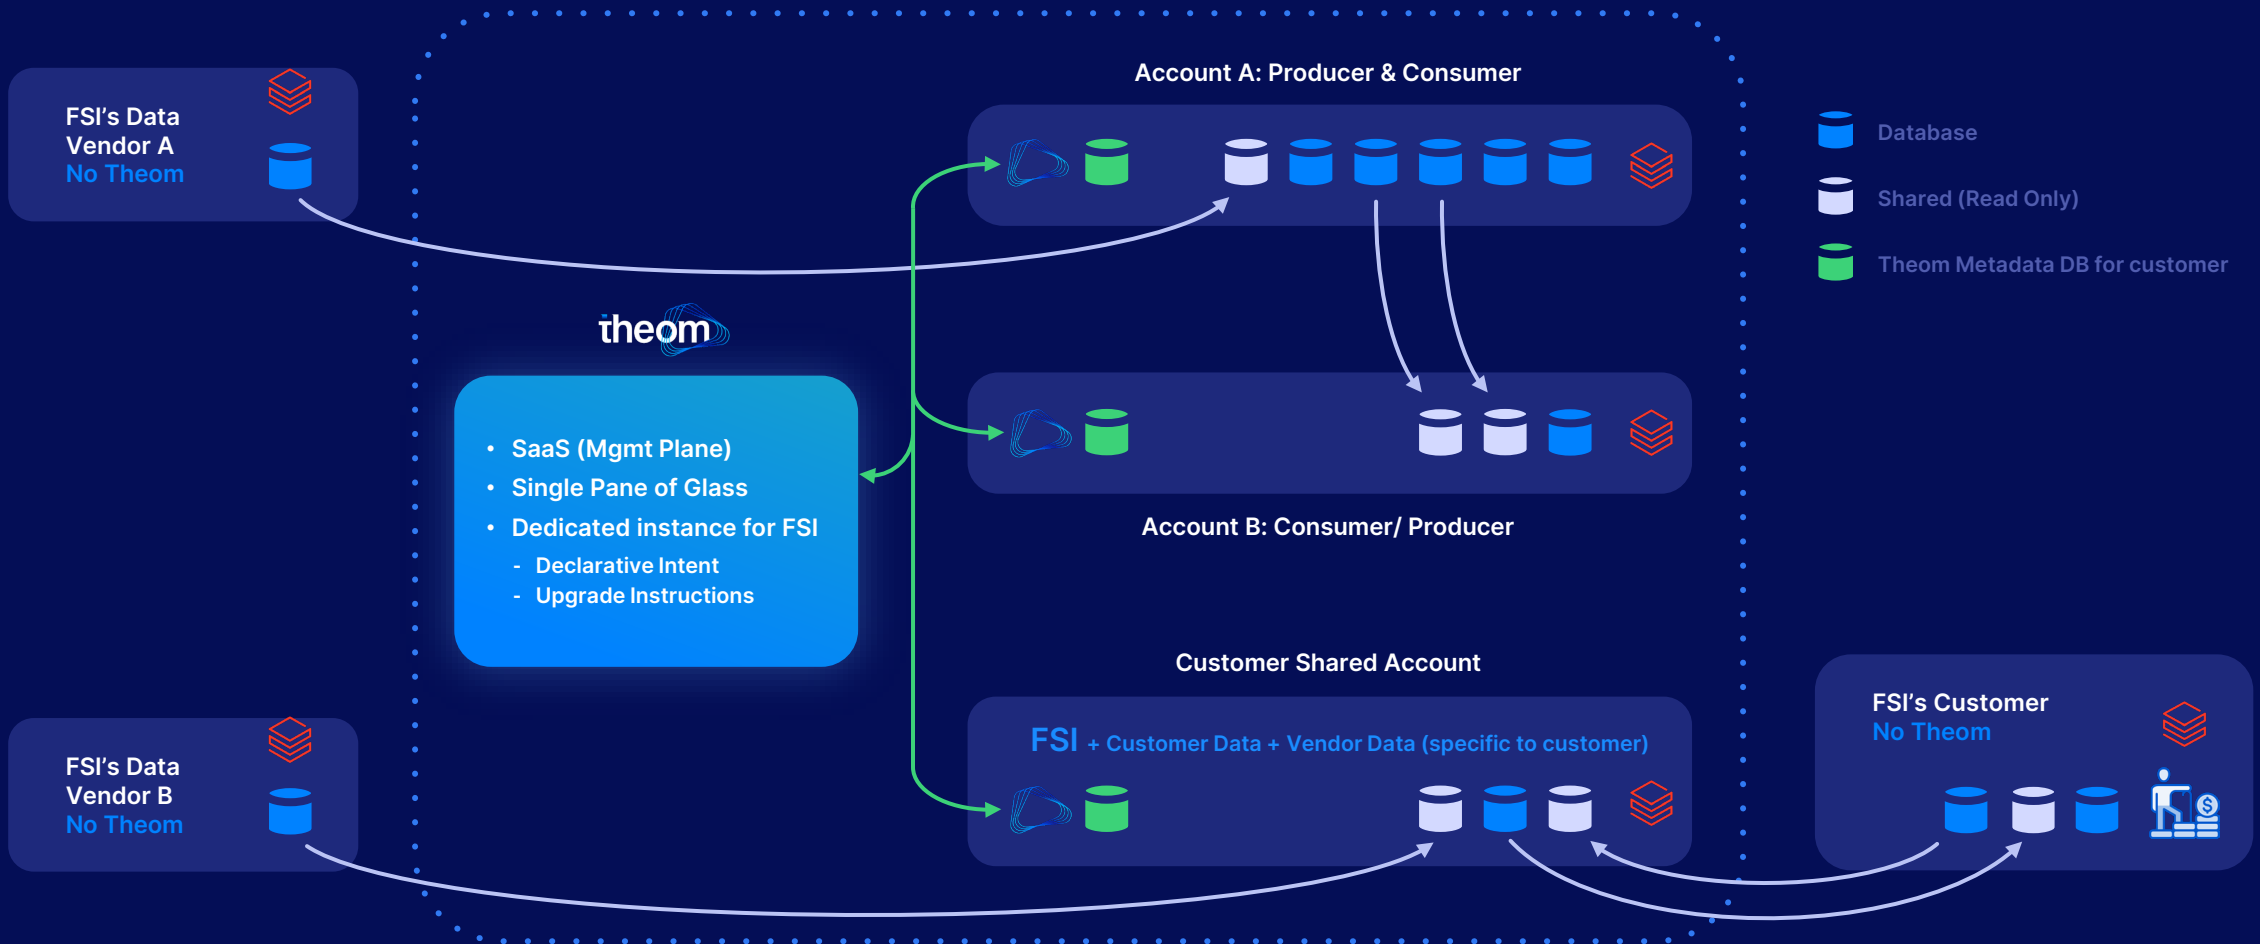 Account A: Producer & Consumer
FSI's Data
Vendor A
No Theom
Database
Shared (Read Only)
Theom Metadata DB for customer
theom
• SaaS (Mgmt Plane)
• Single Pane of Glass
• Dedicated instance for FSI
- Declarative Intent
- Upgrade Instructions
Account B: Consumer/ Producer
Customer Shared Account
FSI + Customer Data + Vendor Data (specific to customer)
FSI's Data
Vendor B
No Theom
FSI's Customer
No Theom
$